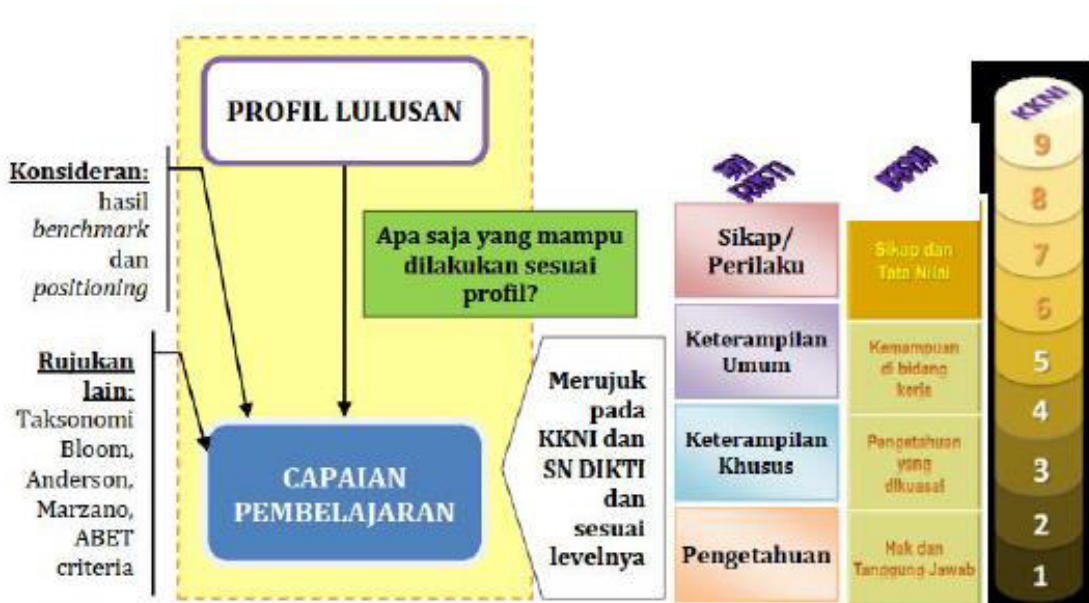 PROFIL LULUSAN
Konsideran:
hasil
benchmark
dan
positioning
Apa saja yang mampu
dilakukan sesuai
profil?
Rujukan
lain:
Taksonomi
Bloom,
Anderson,
Marzano,
ABET
criteria
CAPAIAN
PEMBELAJARAN
Merujuk
pada
KKNI dan
SN DIKTI
dan
sesuai
levelnya
SN
DIKTI
Sikap/
Perilaku
Keterampilan
Umum
Keterampilan
Khusus
Pengetahuan
Sikap dan
Tata Nilai
Kemampuan
di bidang
kerja
Pengetahuan
yang
dikuasai
Hak dan
Tanggung Jawab
KKNI
9
8
7
6
5
4
3
2
1